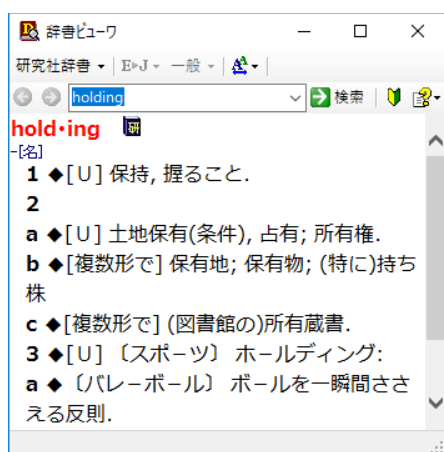 辞書ビューワ
研究社辞書 E▶J 一般 A
holding 検索
hold・ing 研
-[名]
1 ◆[U] 保持, 握ること.
2
a ◆[U] 土地保有(条件), 占有; 所有権.
b ◆[複数形で] 保有地; 保有物; (特に)持ち
株
c ◆[複数形で] (図書館の)所有蔵書.
3 ◆[U] 〔スポーツ〕 ホールディング:
a ◆ 〔バレーボール〕 ボールを一瞬間ささ
える反則.